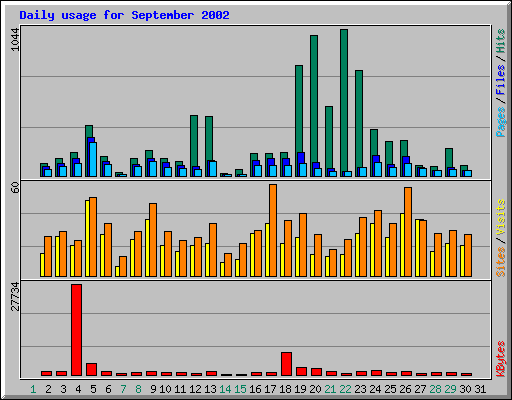 Daily usage for September 2002
1044
Pages / Files / Hits
60
Sites / Visits
27734
KBytes
1 2 3 4 5 6 7 8 9 10 11 12 13 14 15 16 17 18 19 20 21 22 23 24 25 26 27 28 29 30 31